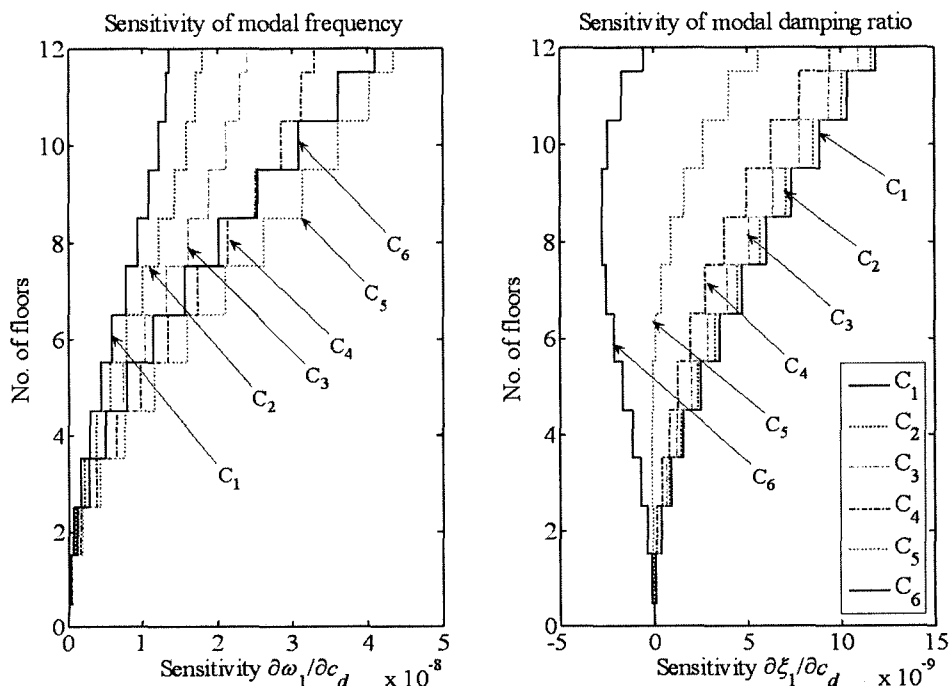 Sensitivity of modal frequency
12
10
8
6
4
2
0
No. of floors
C6
C5
C4
C3
C2
C1
0 1 2 3 4 5
Sensitivity ∂ω1/∂cd x 10-8
Sensitivity of modal damping ratio
12
10
8
6
4
2
0
No. of floors
C1
C2
C3
C4
C5
C6
C1
C2
C3
C4
C5
C6
-5 0 5 10 15
Sensitivity ∂ξ1/∂cd x 10-9